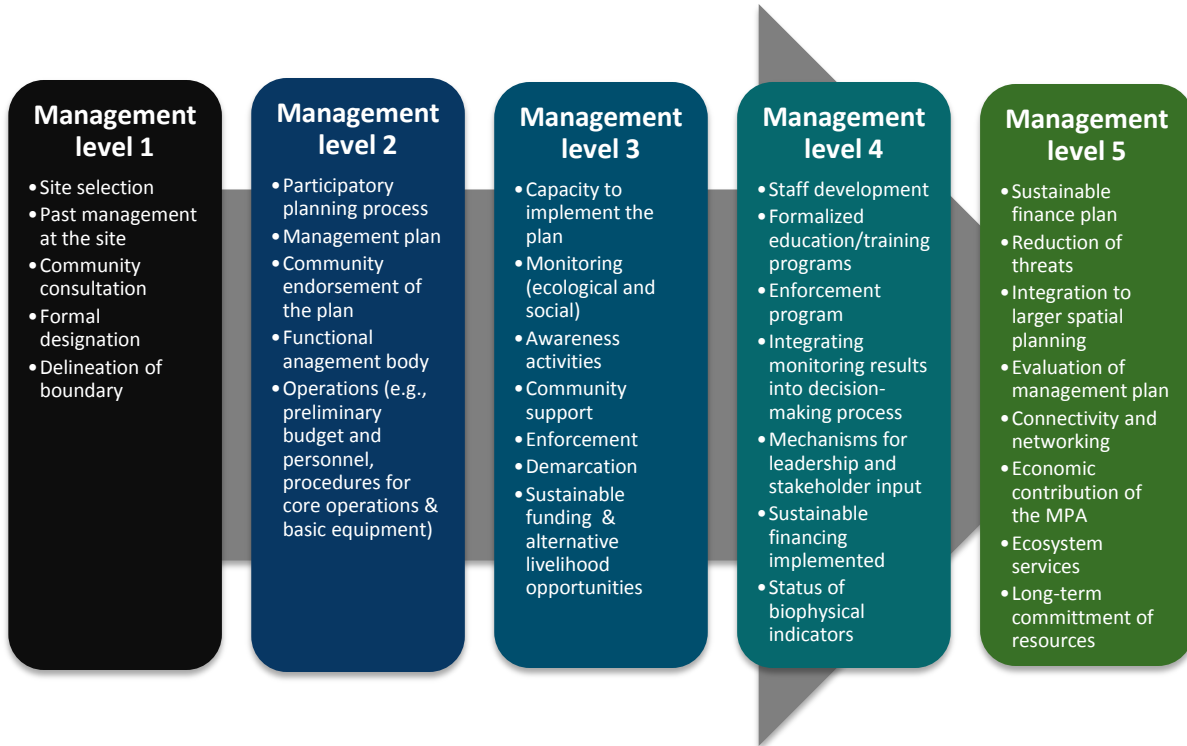 Management
level 1
•Site selection
•Past management
at the site
•Community
consultation
•Formal
designation
•Delineation of
boundary
Management
level 2
•Participatory
planning process
•Management plan
•Community
endorsement of
the plan
•Functional
anagement body
•Operations (e.g.,
preliminary
budget and
personnel,
procedures for
core operations &
basic equipment)
Management
level 3
•Capacity to
implement the
plan
•Monitoring
(ecological and
social)
•Awareness
activities
•Community
support
•Enforcement
•Demarcation
•Sustainable
funding &
alternative
livelihood
opportunities
Management
level 4
•Staff development
•Formalized
education/training
programs
•Enforcement
program
•Integrating
monitoring results
into decision-
making process
•Mechanisms for
leadership and
stakeholder input
•Sustainable
financing
implemented
•Status of
biophysical
indicators
Management
level 5
•Sustainable
finance plan
•Reduction of
threats
•Integration to
larger spatial
planning
•Evaluation of
management plan
•Connectivity and
networking
•Economic
contribution of
the MPA
•Ecosystem
services
•Long-term
committment of
resources